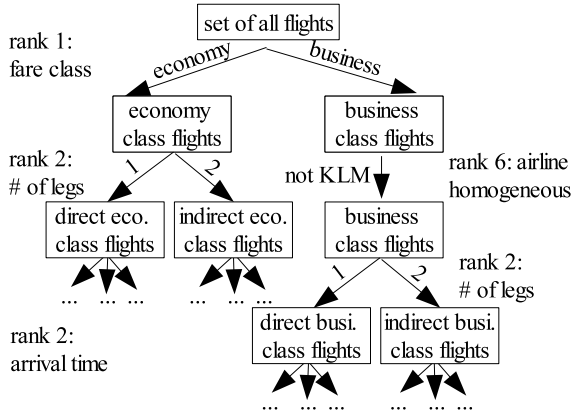 set of all flights
rank 1:
fare class
economy
business
economy
class flights
business
class flights
rank 2:
# of legs
1
2
not KLM
rank 6: airline
homogeneous
direct eco.
class flights
indirect eco.
class flights
business
class flights
... ... ...
... ... ...
1
2
rank 2:
# of legs
rank 2:
arrival time
direct busi.
class flights
indirect busi.
class flights
... ... ...
... ... ...